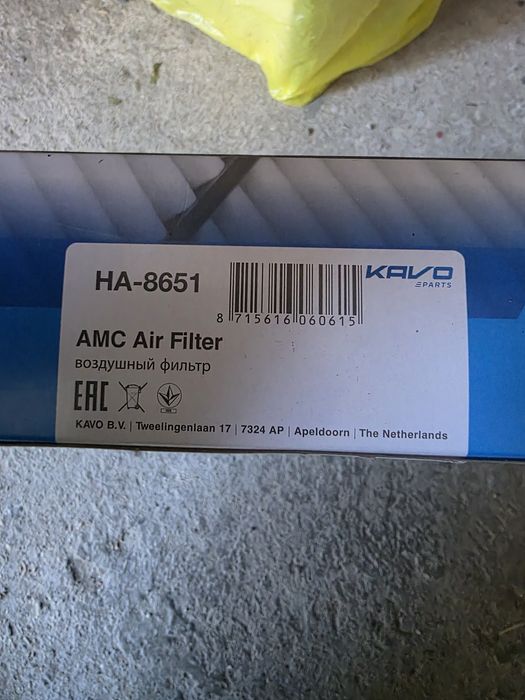 HA-8651
8 715616 060615
KAVO
PARTS
AMC Air Filter
воздушный фильтр
EAC
KAVO B.V. | Tweelingenlaan 17 | 7324 AP | Apeldoorn | The Netherlands